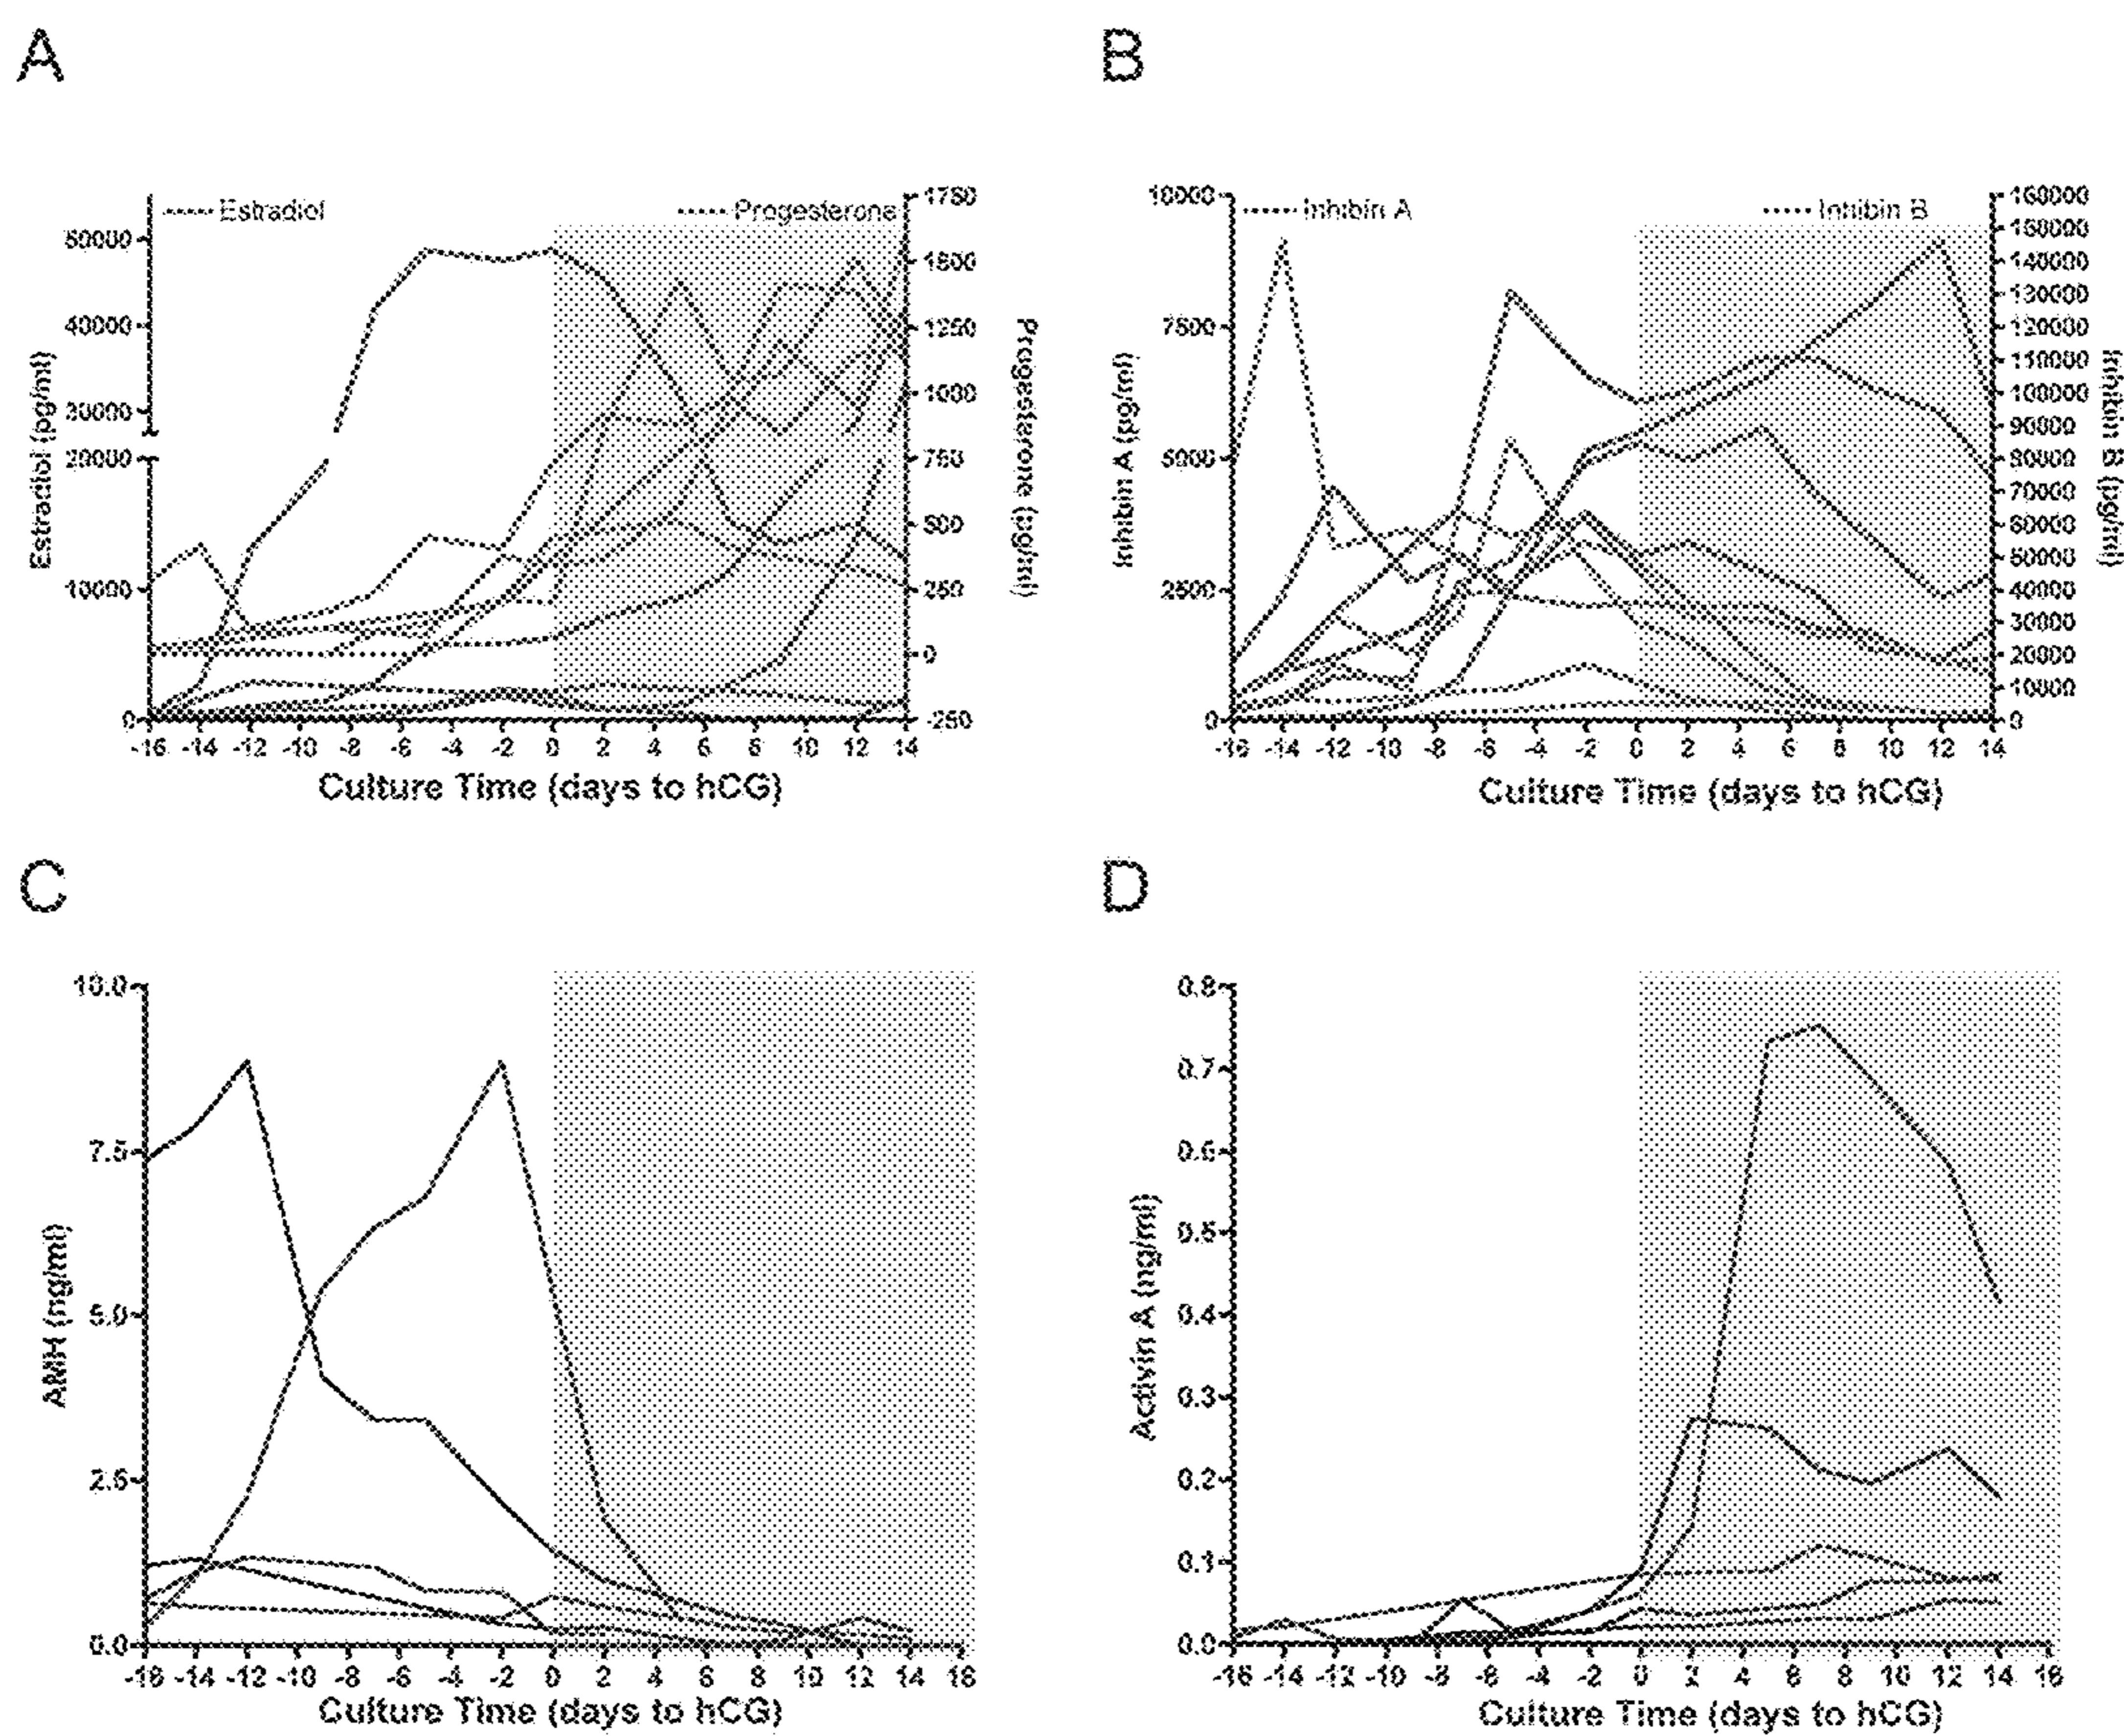 A
B
Estradiol
Progesterone
50000
40000
30000
20000
10000
0
1750
1500
1250
1000
750
500
250
0
-250
Estradiol (pg/ml)
Progesterone (pg/ml)
-16 -14 -12 -10 -8 -6 -4 -2 0 2 4 6 8 10 12 14
Culture Time (days to hCG)
Inhibin A
Inhibin B
10000
7500
5000
2500
0
160000
150000
140000
130000
120000
110000
100000
90000
80000
70000
60000
50000
40000
30000
20000
10000
0
Inhibin A (pg/ml)
Inhibin B (pg/ml)
-16 -14 -12 -10 -8 -6 -4 -2 0 2 4 6 8 10 12 14
Culture Time (days to hCG)
C
D
10.0
7.5
5.0
2.5
0.0
AMH (ng/ml)
-16 -14 -12 -10 -8 -6 -4 -2 0 2 4 6 8 10 12 14 16
Culture Time (days to hCG)
0.8
0.7
0.6
0.5
0.4
0.3
0.2
0.1
0.0
Activin A (ng/ml)
-16 -14 -12 -10 -8 -6 -4 -2 0 2 4 6 8 10 12 14 16
Culture Time (days to hCG)